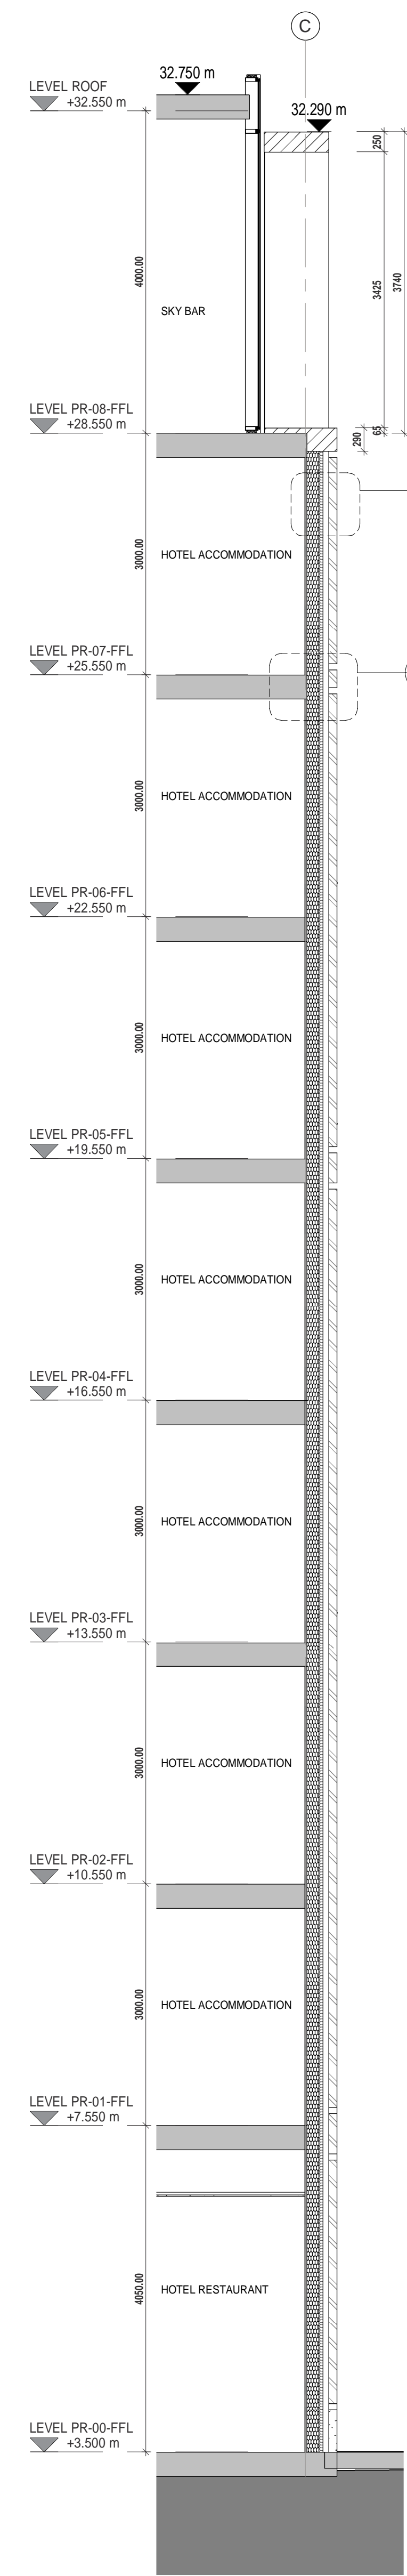 C
32.750 m
LEVEL ROOF
+32.550 m
32.290 m
250
4000.00
3425
3740
SKY BAR
LEVEL PR-08-FFL
+28.550 m
65
290
3000.00
HOTEL ACCOMMODATION
LEVEL PR-07-FFL
+25.550 m
3000.00
HOTEL ACCOMMODATION
LEVEL PR-06-FFL
+22.550 m
3000.00
HOTEL ACCOMMODATION
LEVEL PR-05-FFL
+19.550 m
3000.00
HOTEL ACCOMMODATION
LEVEL PR-04-FFL
+16.550 m
3000.00
HOTEL ACCOMMODATION
LEVEL PR-03-FFL
+13.550 m
3000.00
HOTEL ACCOMMODATION
LEVEL PR-02-FFL
+10.550 m
3000.00
HOTEL ACCOMMODATION
LEVEL PR-01-FFL
+7.550 m
4050.00
HOTEL RESTAURANT
LEVEL PR-00-FFL
+3.500 m